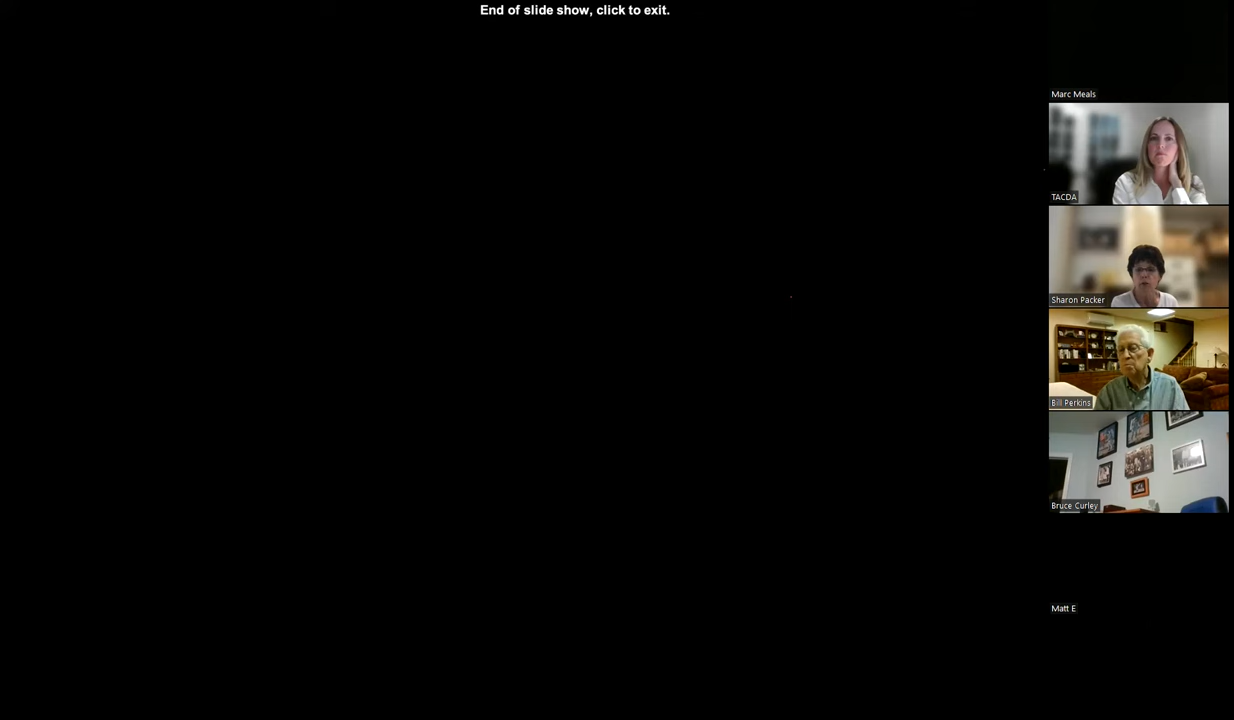 End of slide show, click to exit.
Marc Meals
TACDA
Sharon Packer
Bill Perkins
Bruce Curley
Matt E